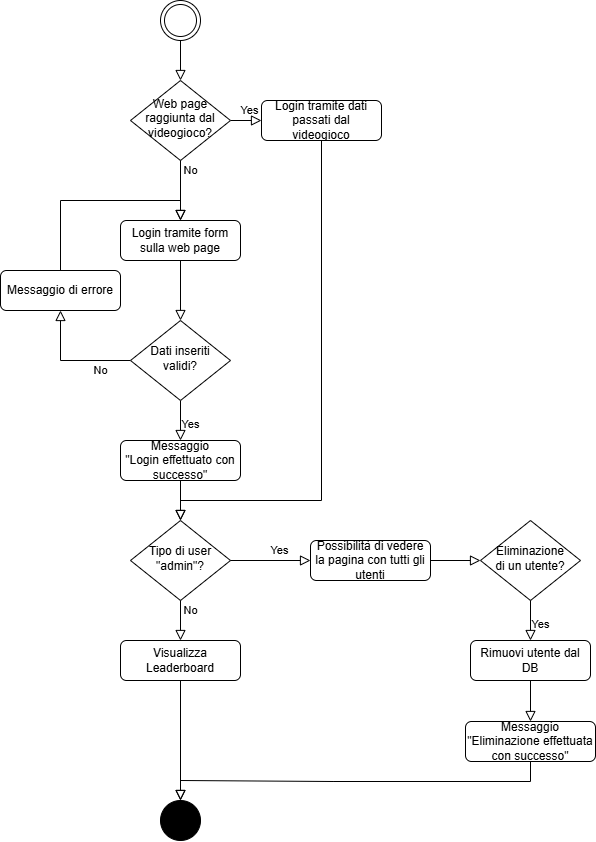 Web page
raggiunta dal
videogioco?
Yes
Login tramite dati
passati dal
videogioco
No
Login tramite form
sulla web page
Messaggio di errore
Dati inseriti
validi?
No
Yes
Messaggio
"Login effettuato con
successo"
Tipo di user
"admin"?
Yes
Possibilità di vedere
la pagina con tutti gli
utenti
Eliminazione
di un utente?
No
Yes
Visualizza
Leaderboard
Rimuovi utente dal
DB
Messaggio
"Eliminazione effettuata
con successo"